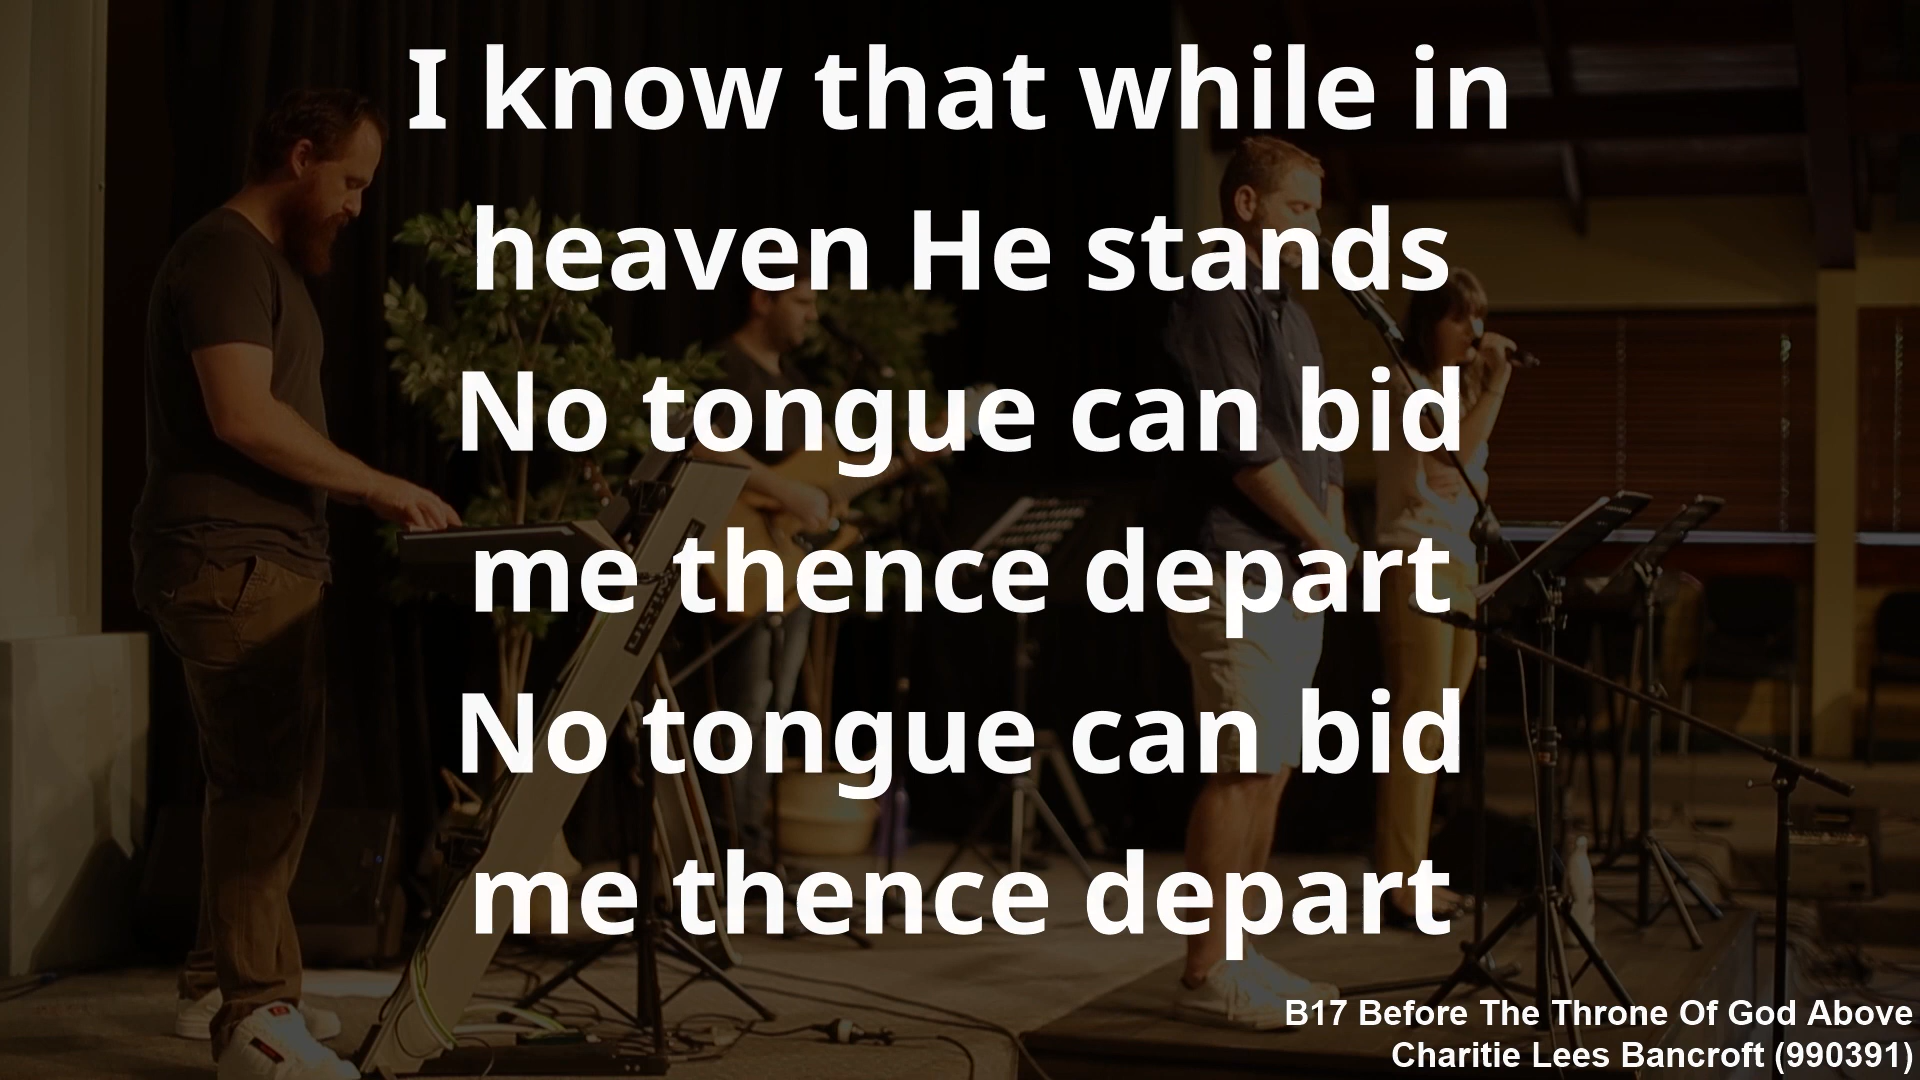 I know that while in
heaven He stands
No tongue can bid
me thence depart
No tongue can bid
me thence depart
ULTIMATE
B17 Before The Throne Of God Above
Charitie Lees Bancroft (990391)